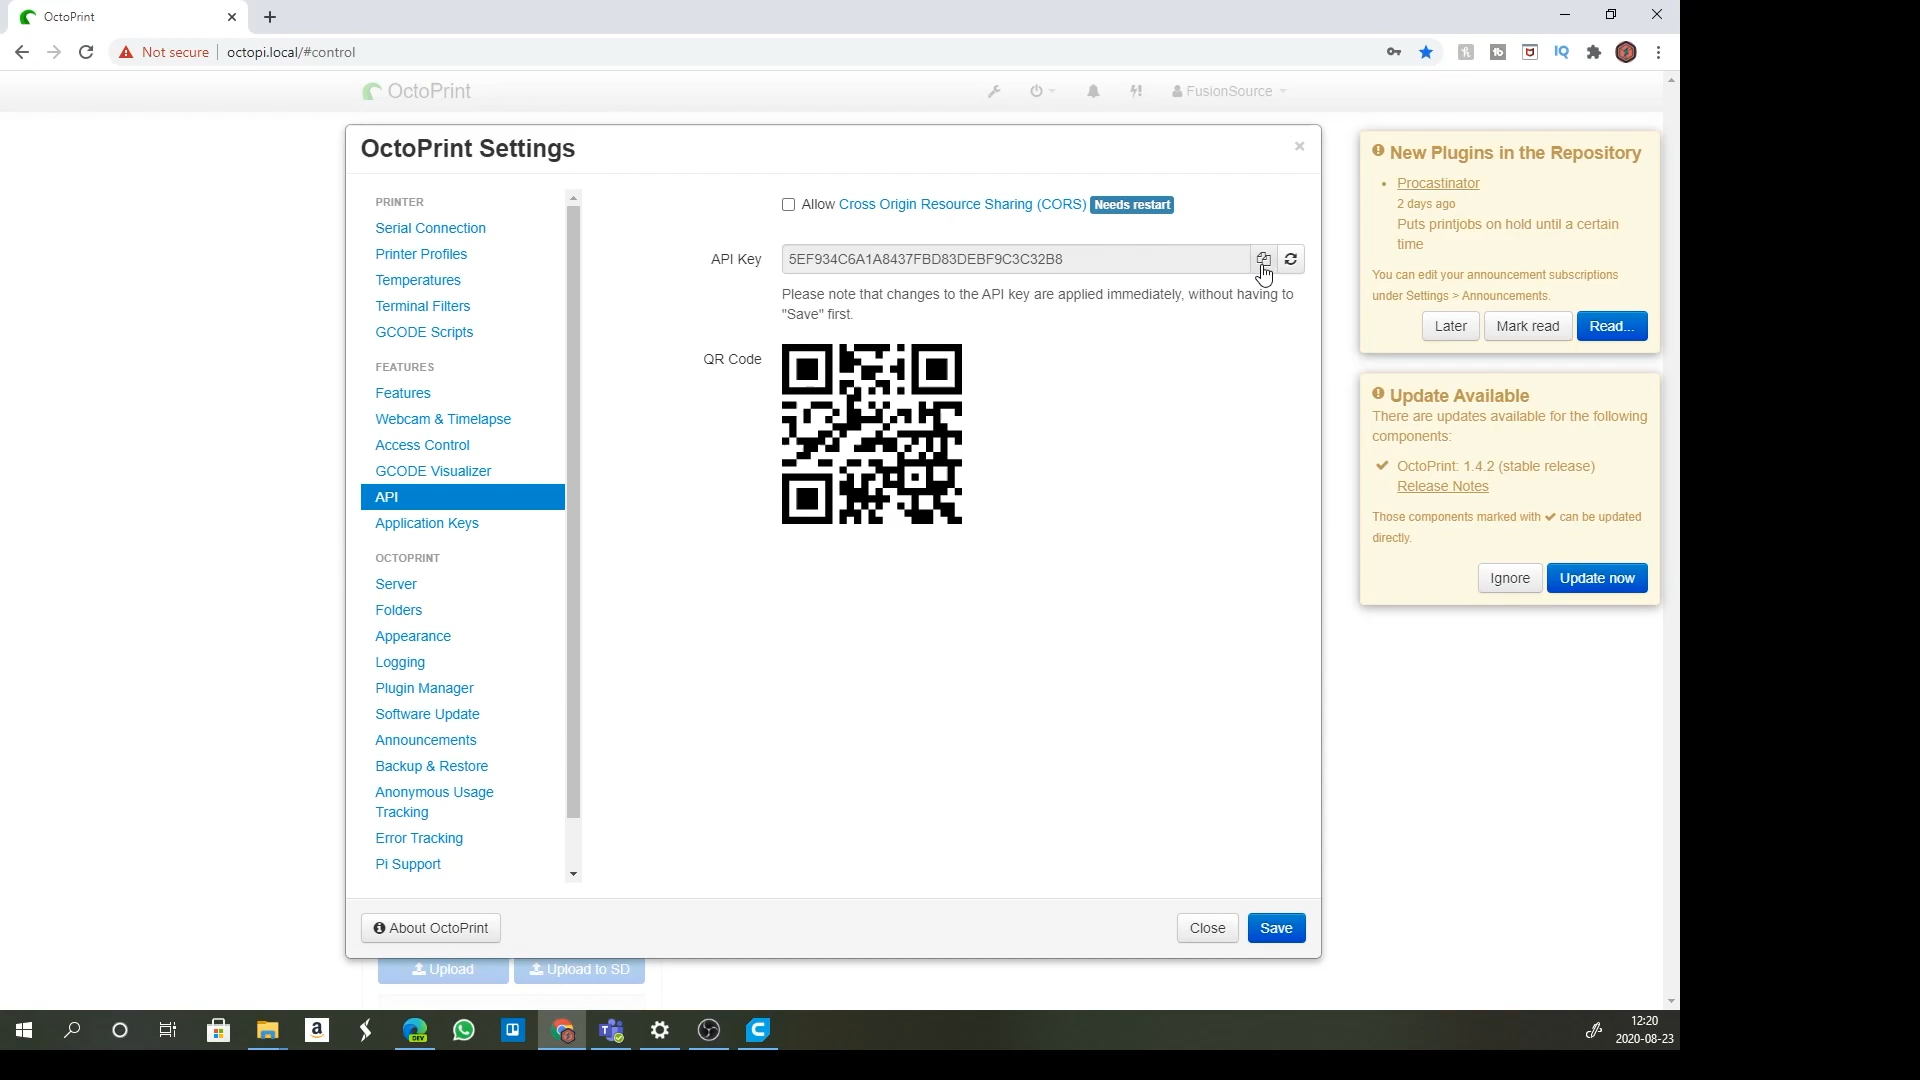 OctoPrint
Not secure
octopi.local/#control
OctoPrint
FusionSource
OctoPrint Settings
PRINTER
Serial Connection
Printer Profiles
Temperatures
Terminal Filters
GCODE Scripts
FEATURES
Features
Webcam & Timelapse
Access Control
GCODE Visualizer
API
Application Keys
OCTOPRINT
Server
Folders
Appearance
Logging
Plugin Manager
Software Update
Announcements
Backup & Restore
Anonymous Usage
Tracking
Error Tracking
Pi Support
Allow Cross Origin Resource Sharing (CORS) Needs restart
API Key
5EF934C6A1A8437FBD83DEBF9C3C32B8
Please note that changes to the API key are applied immediately, without having to
"Save" first.
QR Code
About OctoPrint
Close
Save
Upload
Upload to SD
New Plugins in the Repository
Procastinator
2 days ago
Puts printjobs on hold until a certain
time
You can edit your announcement subscriptions
under Settings > Announcements.
Later
Mark read
Read...
Update Available
There are updates available for the following
components:
OctoPrint: 1.4.2 (stable release)
Release Notes
Those components marked with ✔ can be updated
directly.
Ignore
Update now
DEV
12:20
2020-08-23